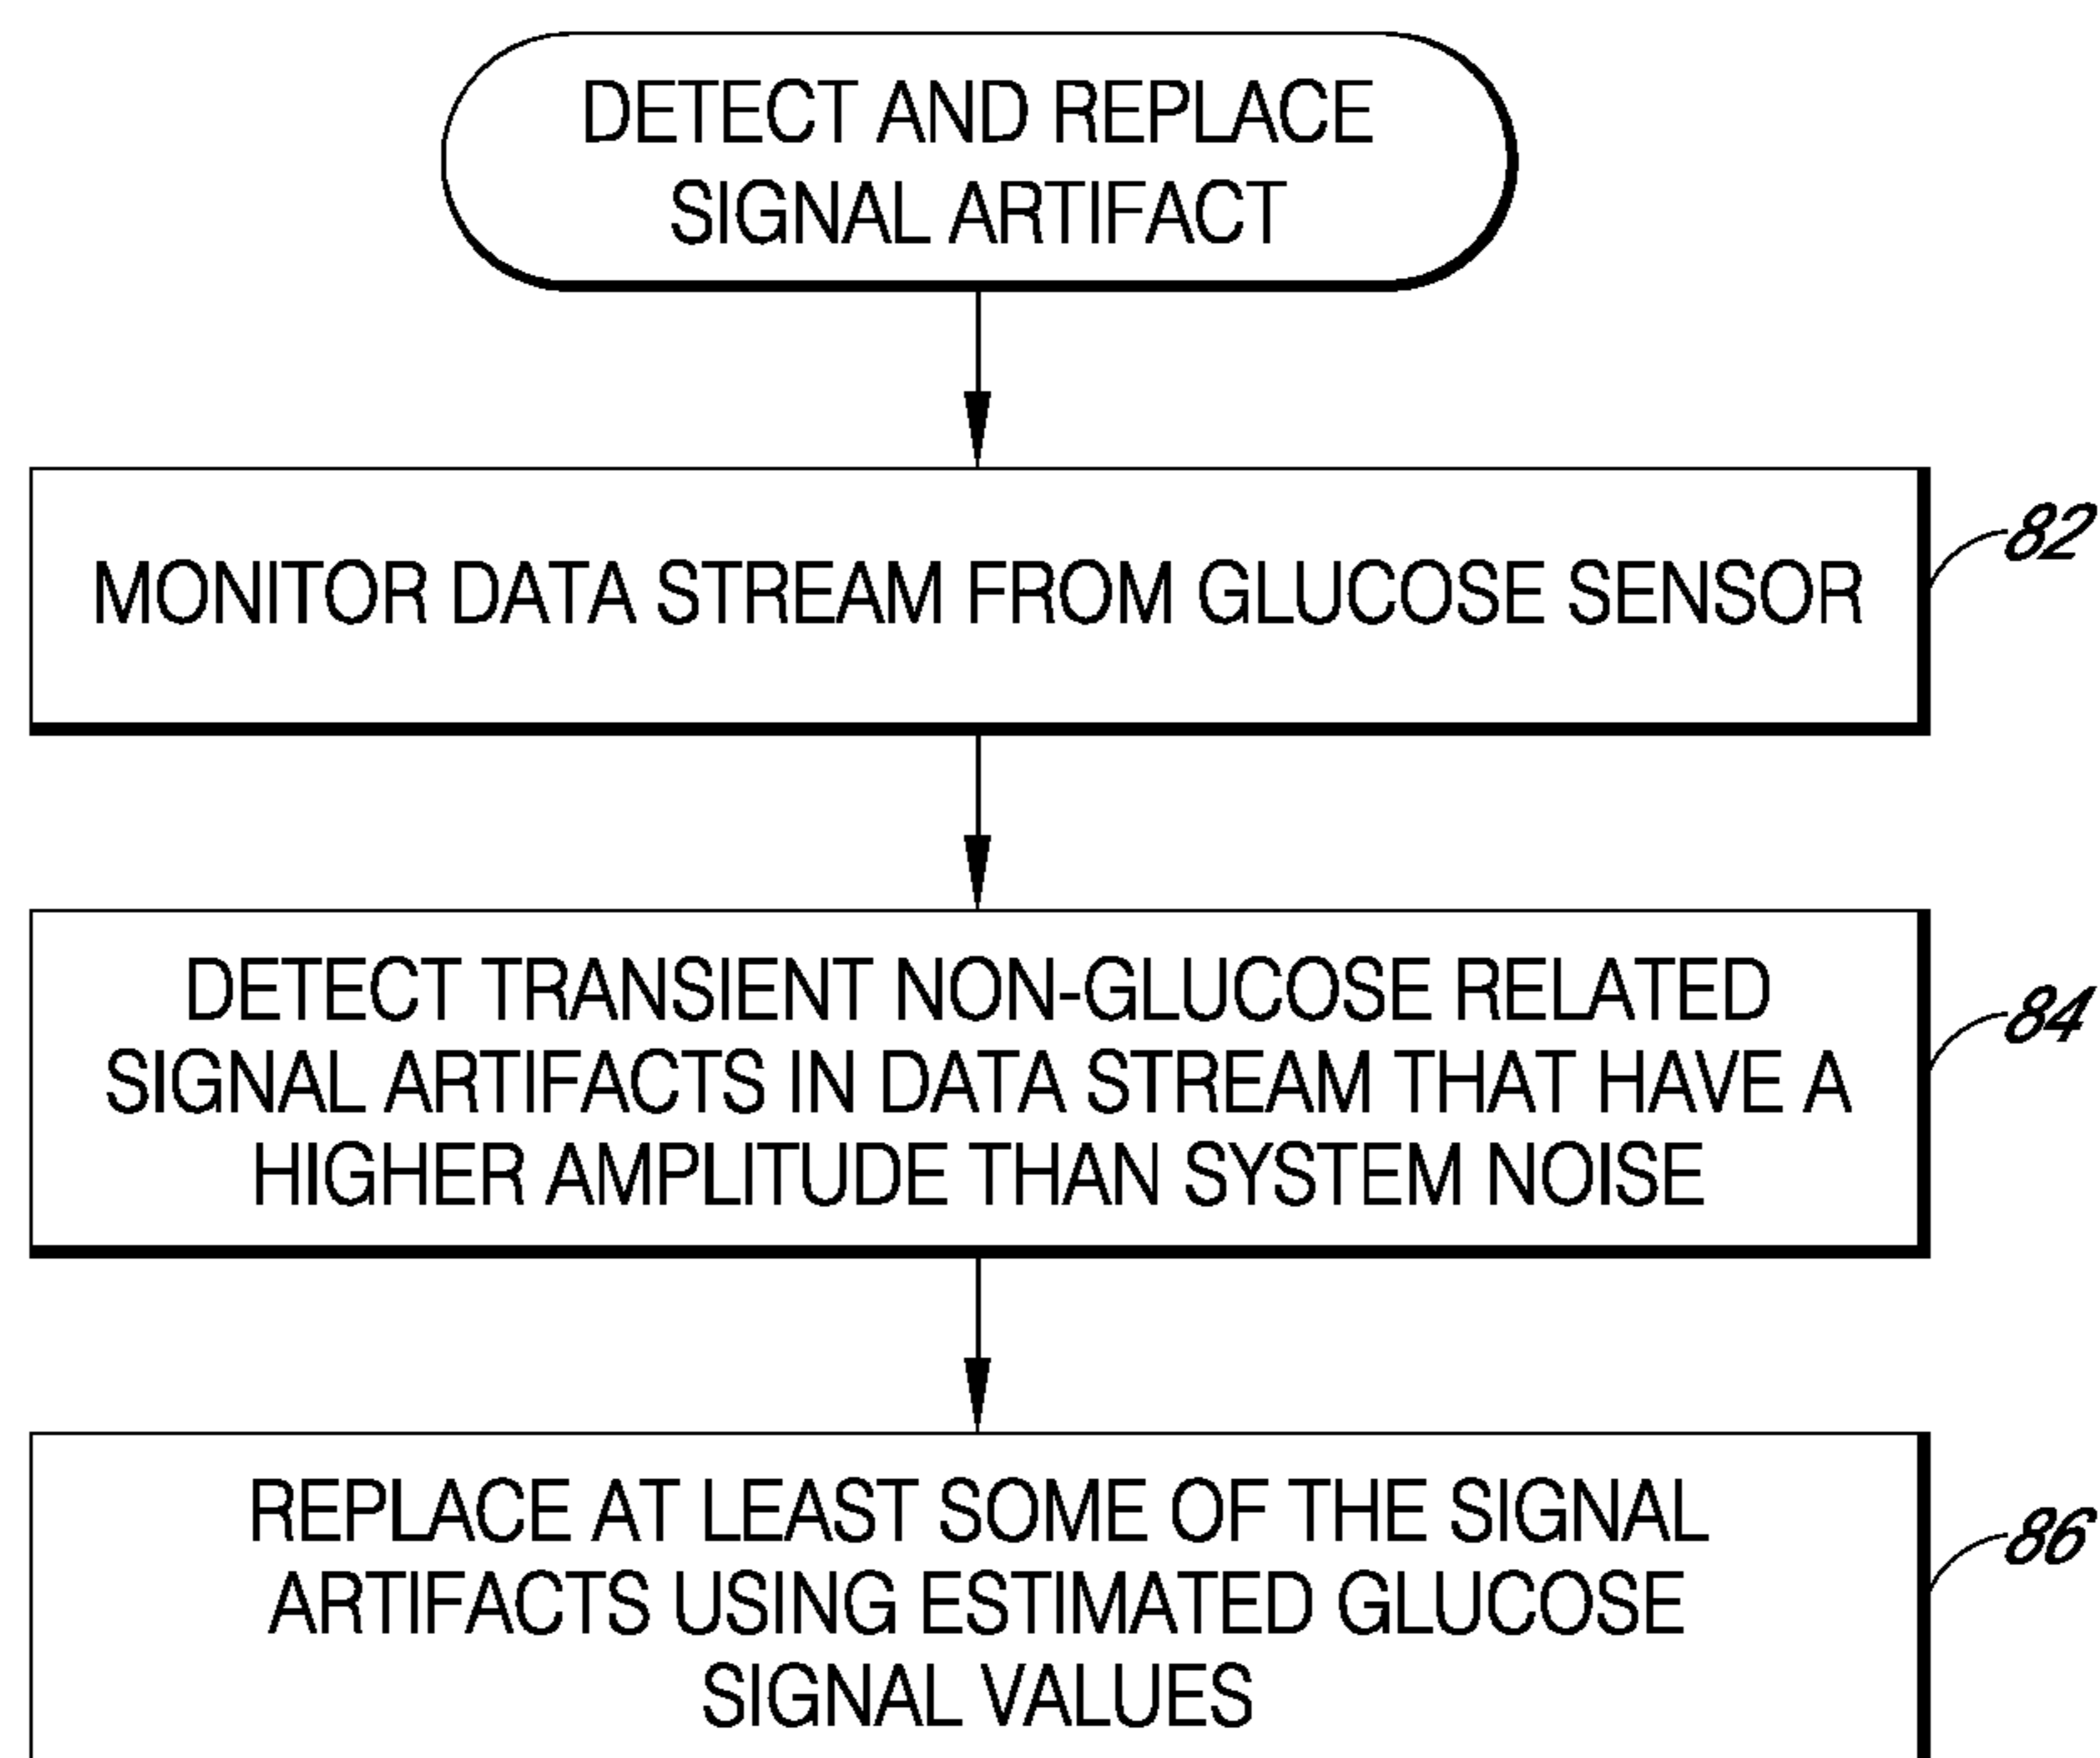 DETECT AND REPLACE
SIGNAL ARTIFACT
MONITOR DATA STREAM FROM GLUCOSE SENSOR
82
DETECT TRANSIENT NON-GLUCOSE RELATED
SIGNAL ARTIFACTS IN DATA STREAM THAT HAVE A
HIGHER AMPLITUDE THAN SYSTEM NOISE
84
REPLACE AT LEAST SOME OF THE SIGNAL
ARTIFACTS USING ESTIMATED GLUCOSE
SIGNAL VALUES
86